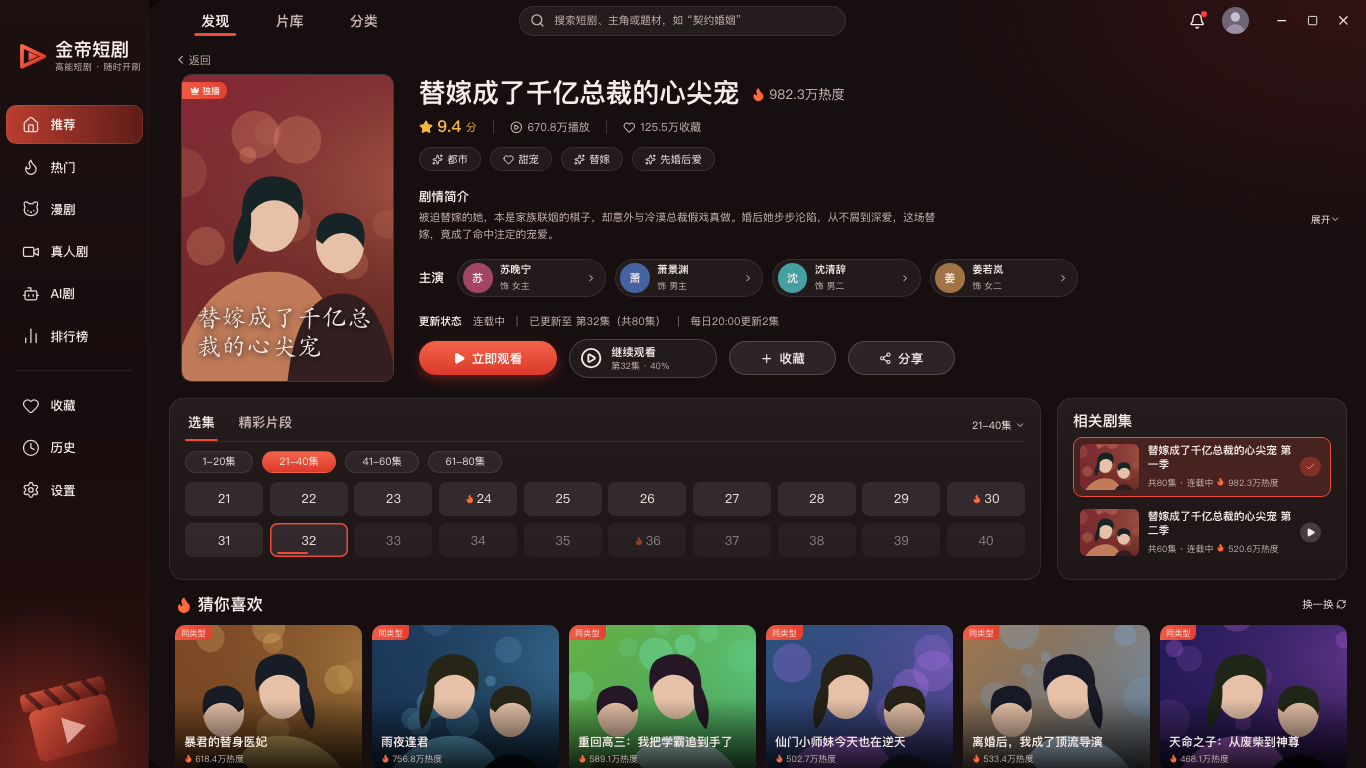 金帝短剧
高能短剧 · 随时开刷
推荐
热门
漫剧
真人剧
AI剧
排行榜
收藏
历史
设置
发现
片库
分类
搜索短剧、主角或题材，如 “契约婚姻”
返回
独播
替嫁成了千亿总
裁的心尖宠
替嫁成了千亿总裁的心尖宠
982.3万热度
9.4 分
670.8万播放
125.5万收藏
都市
甜宠
替嫁
先婚后爱
剧情简介
被迫替嫁的她，本是家族联姻的棋子，却意外与冷漠总裁假戏真做。婚后她步步沦陷，从不屑到深爱，这场替
嫁，竟成了命中注定的宠爱。
展开
主演
苏
苏晚宁
饰 女主
萧
萧景渊
饰 男主
沈
沈清辞
饰 男二
姜
姜若岚
饰 女二
更新状态
连载中 | 已更新至 第32集（共80集） | 每日20:00更新2集
立即观看
继续观看
第32集 · 40%
收藏
分享
选集
精彩片段
21–40集
1–20集
21–40集
41–60集
61–80集
21
22
23
24
25
26
27
28
29
30
31
32
33
34
35
36
37
38
39
40
相关剧集
替嫁成了千亿总裁的心尖宠 第
一季
共80集 · 连载中 982.3万热度
替嫁成了千亿总裁的心尖宠 第
二季
共60集 · 连载中 520.6万热度
猜你喜欢
换一换
同类型
暴君的替身医妃
618.4万热度
同类型
雨夜逢君
756.8万热度
同类型
重回高三：我把学霸追到手了
589.1万热度
同类型
仙门小师妹今天也在逆天
502.7万热度
同类型
离婚后，我成了顶流导演
533.4万热度
同类型
天命之子：从废柴到神尊
468.1万热度